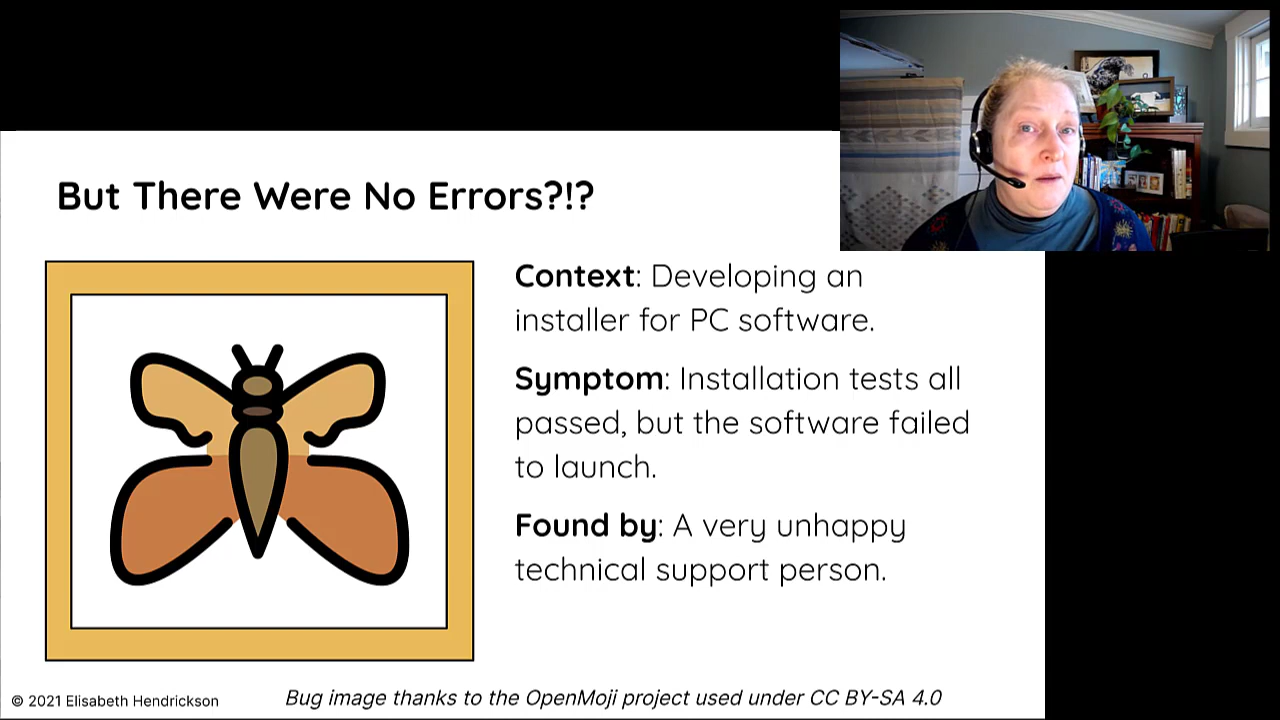 But There Were No Errors?!?
Context: Developing an
installer for PC software.
Symptom: Installation tests all
passed, but the software failed
to launch.
Found by: A very unhappy
technical support person.
© 2021 Elisabeth Hendrickson
Bug image thanks to the OpenMoji project used under CC BY-SA 4.0